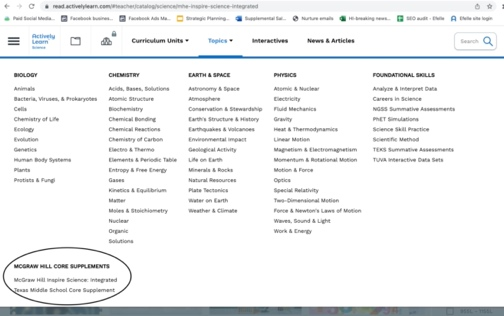 read.activelylearn.com/#teacher/catalog/science/mhe-inspire-science-integrated
Paid Social Media...
Facebook busines...
Facebook Ads Ma...
Strategic Planning...
Supplemental Sal...
Nurture emails
HI-breaking news...
SEO audit - Ellelle
Ellelle site login
Actively
Learn
Science
Curriculum Units
Topics
Interactives
News & Articles
Search
BIOLOGY
Animals
Bacteria, Viruses, & Prokaryotes
Cells
Chemistry of Life
Ecology
Evolution
Genetics
Human Body Systems
Plants
Protists & Fungi
CHEMISTRY
Acids, Bases, Solutions
Atomic Structure
Biochemistry
Chemical Bonding
Chemical Reactions
Chemistry of Carbon
Electro & Thermo
Elements & Periodic Table
Entropy & Free Energy
Gases
Kinetics & Equilibrium
Matter
Moles & Stoichiometry
Nuclear
Organic
Solutions
EARTH & SPACE
Astronomy & Space
Atmosphere
Conservation & Stewardship
Earth's Structure & History
Earthquakes & Volcanoes
Environmental Impact
Geological Activity
Life on Earth
Minerals & Rocks
Natural Resources
Plate Tectonics
Water on Earth
Weather & Climate
PHYSICS
Atomic & Nuclear
Electricity
Fluid Mechanics
Gravity
Heat & Thermodynamics
Linear Motion
Magnetism & Electromagnetism
Momentum & Rotational Motion
Motion & Force
Optics
Special Relativity
Two-Dimensional Motion
Force & Newton's Laws of Motion
Waves, Sound & Light
Work & Energy
FOUNDATIONAL SKILLS
Analyze & Interpret Data
Careers in Science
NGSS Summative Assessments
PhET Simulations
Science Skill Practice
Scientific Method
TEKS Summative Assessments
TUVA Interactive Data Sets
MCGRAW HILL CORE SUPPLEMENTS
McGraw Hill Inspire Science: Integrated
Texas Middle School Core Supplement